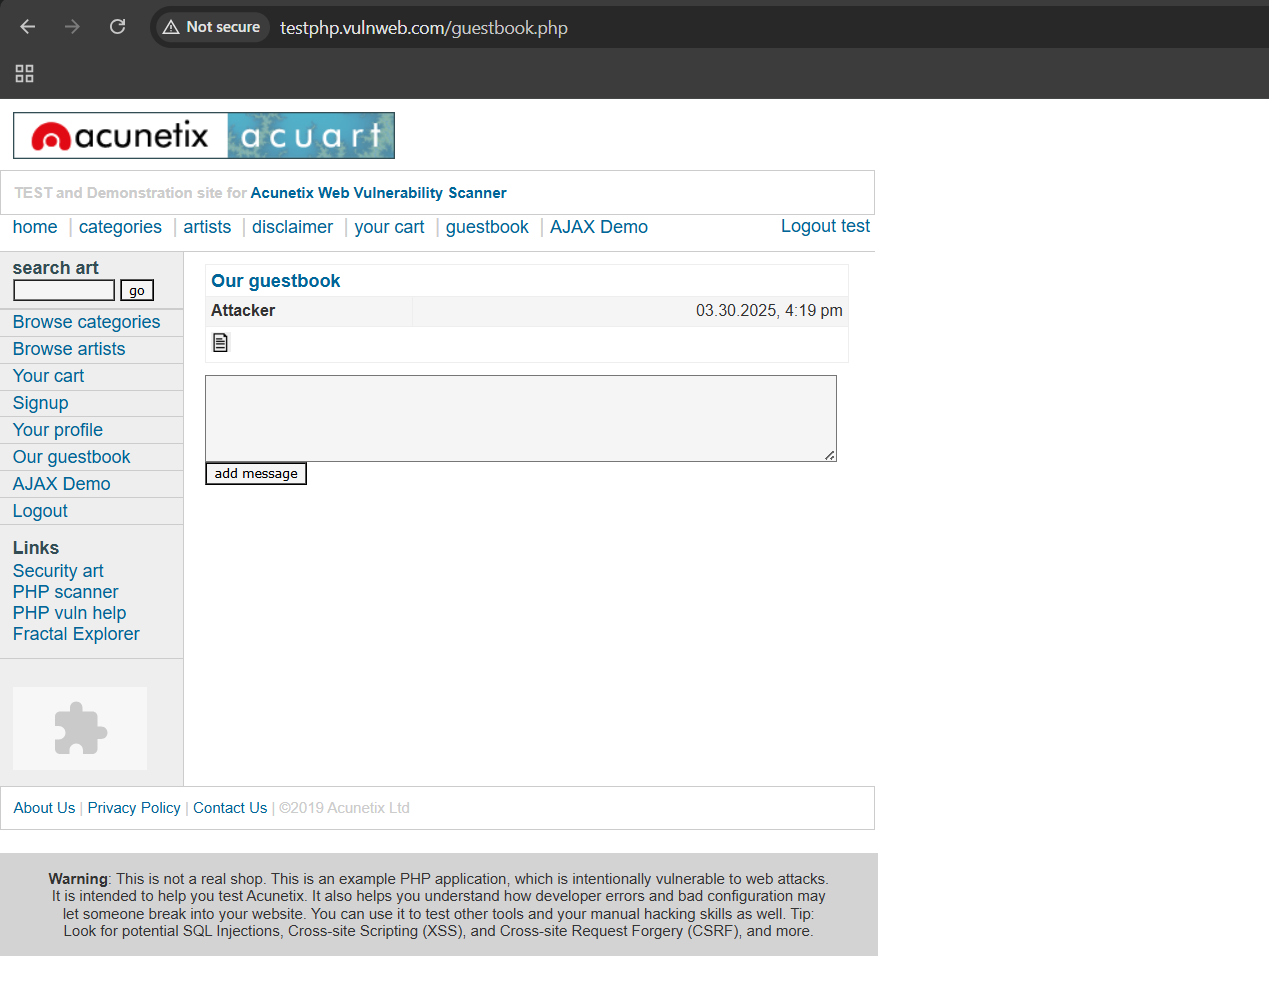 Not secure testphp.vulnweb.com/guestbook.php
acunetix acuart
TEST and Demonstration site for Acunetix Web Vulnerability Scanner
home | categories | artists | disclaimer | your cart | guestbook | AJAX Demo Logout test
search art
go
Browse categories
Browse artists
Your cart
Signup
Your profile
Our guestbook
AJAX Demo
Logout
Links
Security art
PHP scanner
PHP vuln help
Fractal Explorer
Our guestbook
Attacker 03.30.2025, 4:19 pm
add message
About Us | Privacy Policy | Contact Us | ©2019 Acunetix Ltd
Warning: This is not a real shop. This is an example PHP application, which is intentionally vulnerable to web attacks.
It is intended to help you test Acunetix. It also helps you understand how developer errors and bad configuration may
let someone break into your website. You can use it to test other tools and your manual hacking skills as well. Tip:
Look for potential SQL Injections, Cross-site Scripting (XSS), and Cross-site Request Forgery (CSRF), and more.